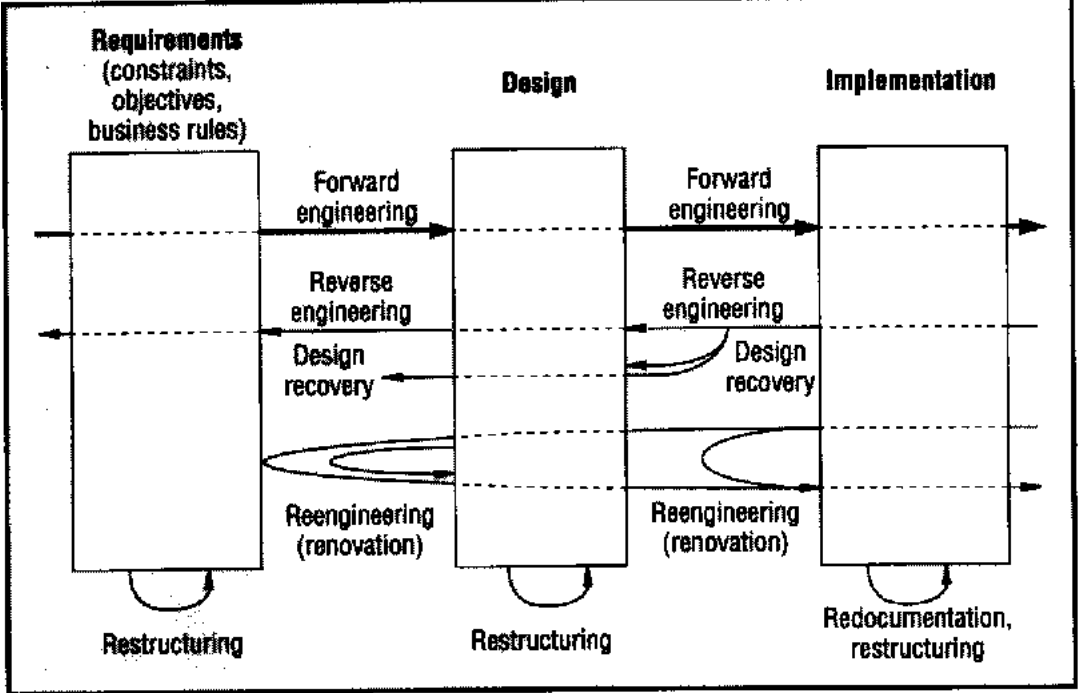 Requirements
(constraints,
objectives,
business rules)
Design
Implementation
Forward
engineering
Forward
engineering
Reverse
engineering
Reverse
engineering
Design
recovery
Design
recovery
Reengineering
(renovation)
Reengineering
(renovation)
Restructuring
Restructuring
Redocumentation,
restructuring